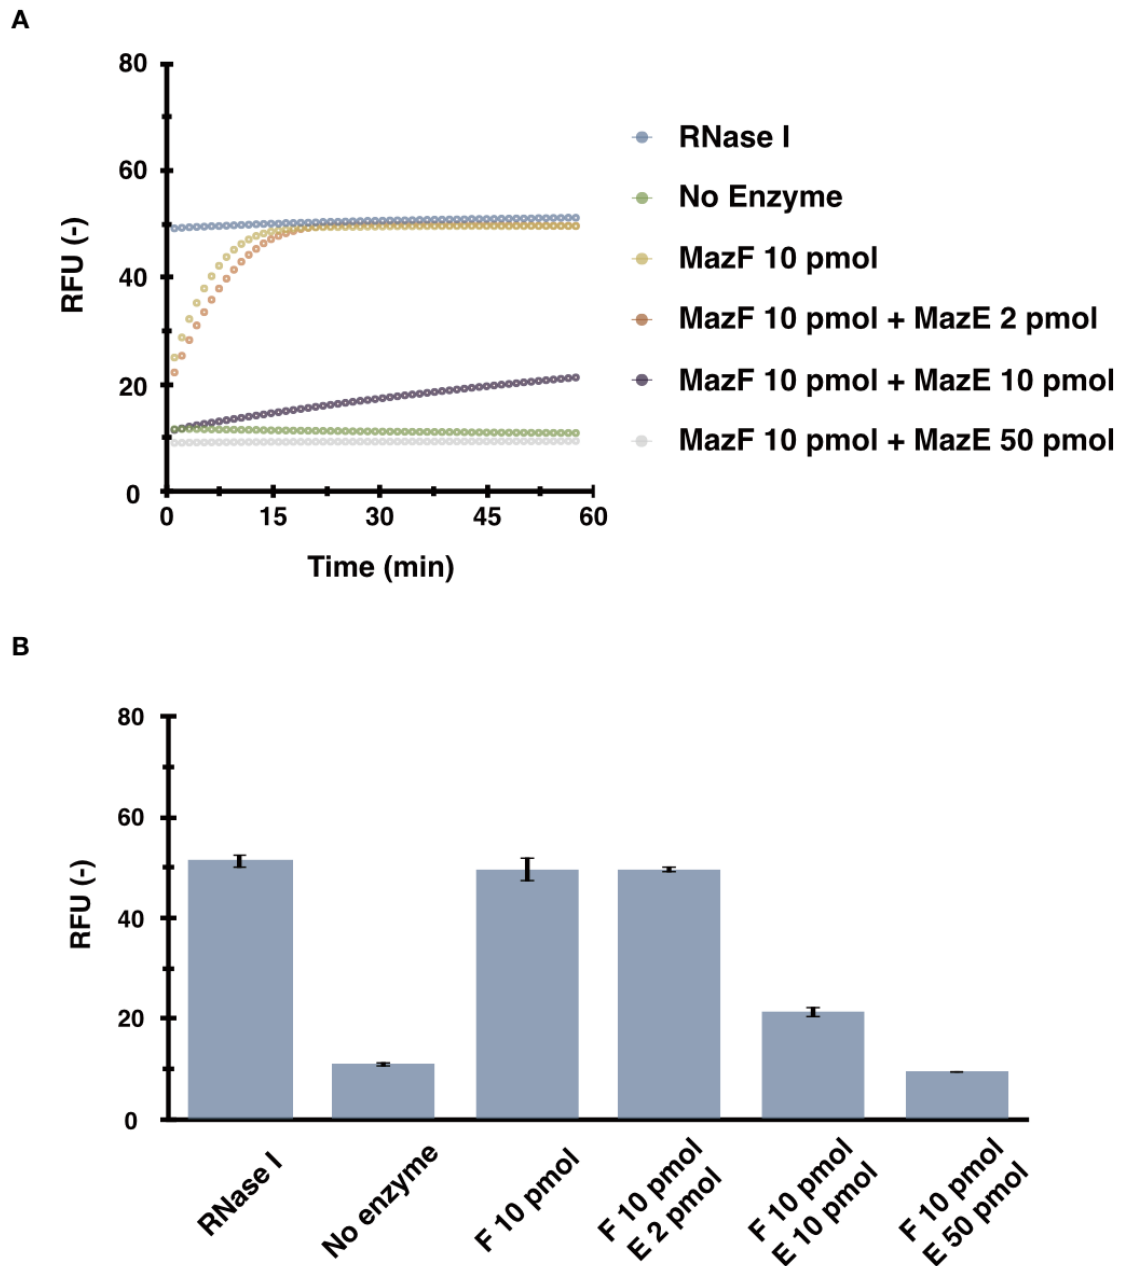 A
80
60
40
20
0
RFU (-)
0 15 30 45 60
Time (min)
RNase I
No Enzyme
MazF 10 pmol
MazF 10 pmol + MazE 2 pmol
MazF 10 pmol + MazE 10 pmol
MazF 10 pmol + MazE 50 pmol
B
80
60
40
20
0
RFU (-)
RNase I
No enzyme
F 10 pmol
F 10 pmol
E 2 pmol
F 10 pmol
E 10 pmol
F 10 pmol
E 50 pmol